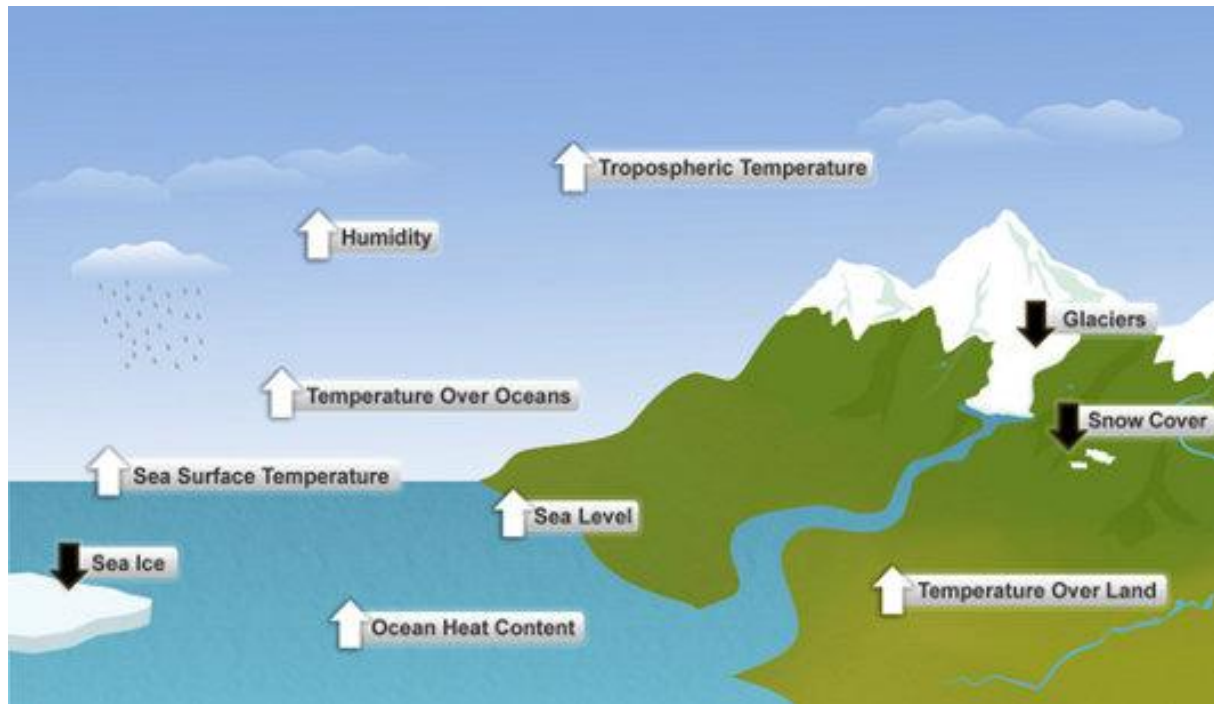 Tropospheric Temperature
Humidity
Glaciers
Temperature Over Oceans
Snow Cover
Sea Surface Temperature
Sea Level
Sea Ice
Temperature Over Land
Ocean Heat Content